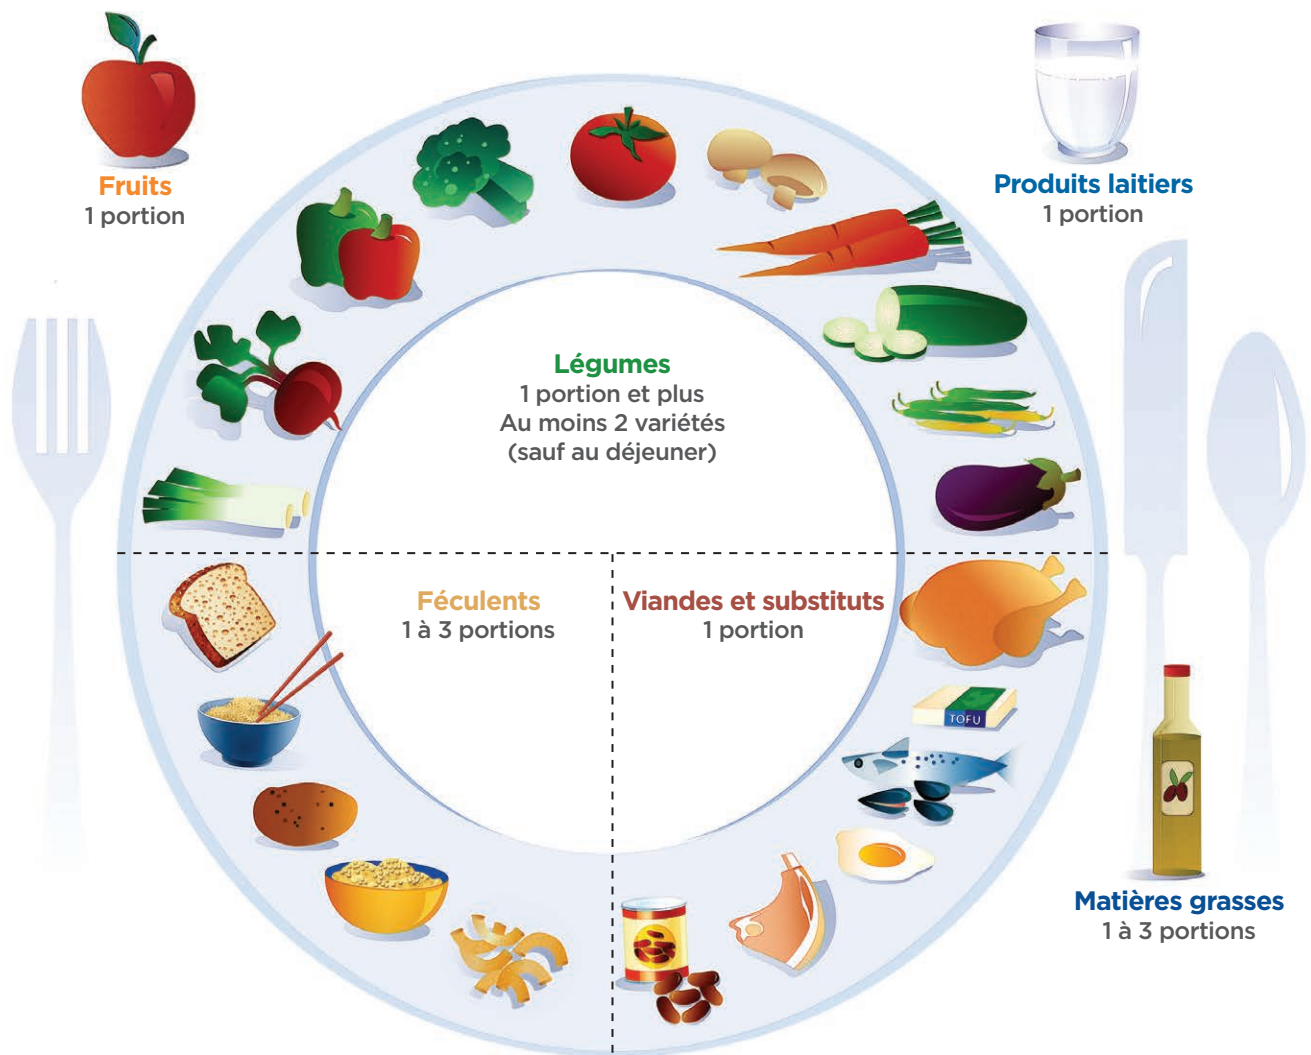 Fruits
1 portion
Produits laitiers
1 portion
Légumes
1 portion et plus
Au moins 2 variétés
(sauf au déjeuner)
Féculents
1 à 3 portions
Viandes et substituts
1 portion
TOFU
Matières grasses
1 à 3 portions